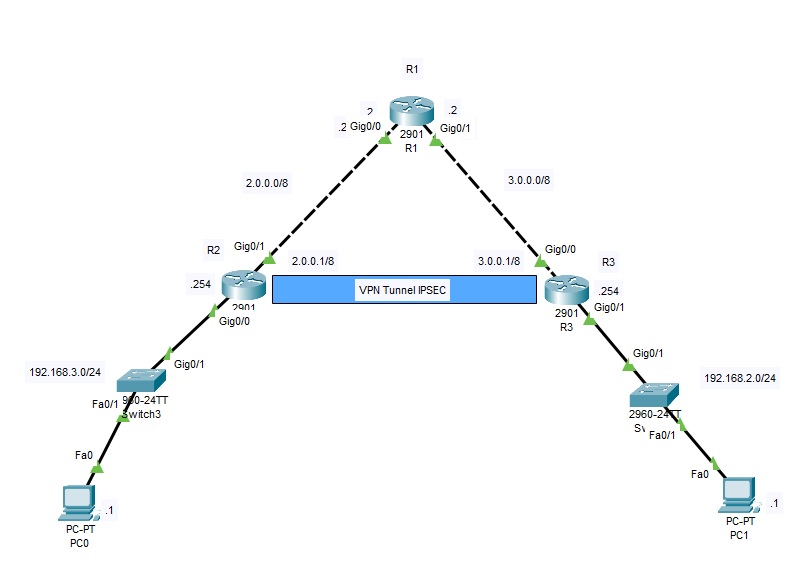 R1
.2
.2 Gig0/0
Gig0/1
2901
R1
2.0.0.0/8
3.0.0.0/8
R2
Gig0/1
2.0.0.1/8
3.0.0.1/8
Gig0/0
R3
.254
VPN Tunnel IPSEC
.254
2901
Gig0/0
2901
R3
Gig0/1
192.168.3.0/24
Gig0/1
Gig0/1
192.168.2.0/24
Fa0/1
960-24TT
Switch3
2960-24TT
Fa0/1
Fa0
Fa0
.1
.1
PC-PT
PC0
PC-PT
PC1